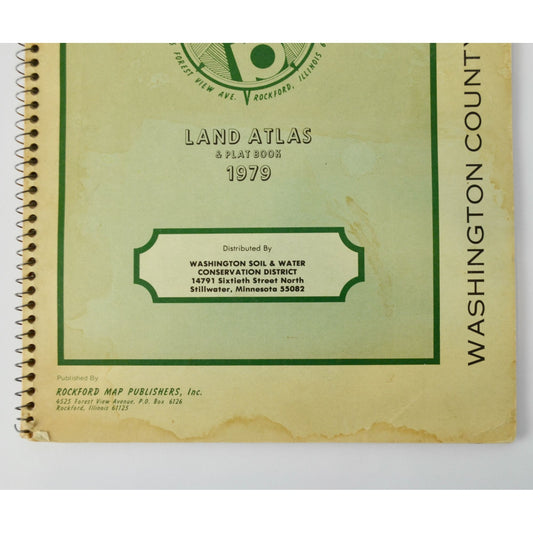 FOREST VIEW AVE. ROCKFORD, ILLINOIS 6
LAND ATLAS
& PLAT BOOK
1979
Distributed By
WASHINGTON SOIL & WATER
CONSERVATION DISTRICT
14791 Sixtieth Street North
Stillwater, Minnesota 55082
WASHINGTON COUNTY
Published By
ROCKFORD MAP PUBLISHERS, Inc.
4525 Forest View Avenue, P.O. Box 6126
Rockford, Illinois 61125